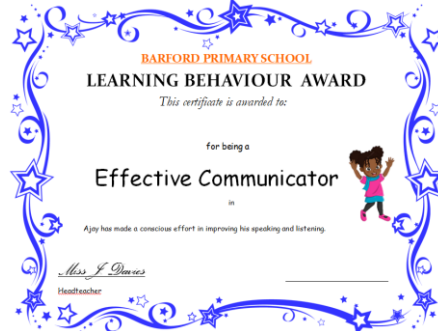 BARFORD PRIMARY SCHOOL
LEARNING BEHAVIOUR AWARD
This certificate is awarded to:
for being a
Effective Communicator
in
Ajay has made a conscious effort in improving his speaking and listening.
Miss J Davies
Headteacher